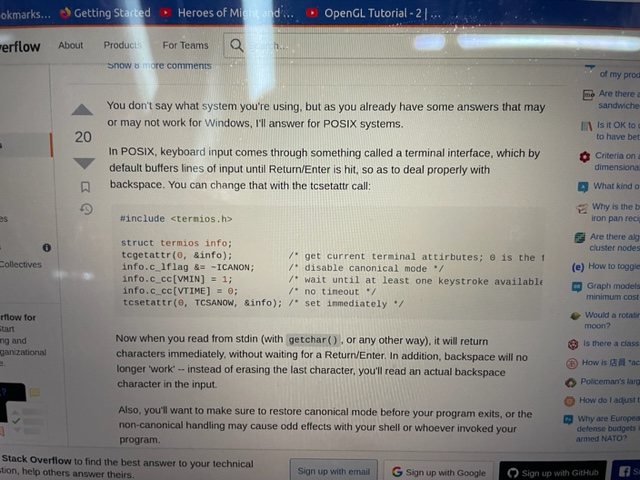 okmarks...
Getting Started
Heroes of Might and ...
OpenGL Tutorial - 2 | ...
erflow
About
Products
For Teams
Show 8 more comments
20
You don't say what system you're using, but as you already have some answers that may
or may not work for Windows, I'll answer for POSIX systems.
In POSIX, keyboard input comes through something called a terminal interface, which by
default buffers lines of input until Return/Enter is hit, so as to deal properly with
backspace. You can change that with the tcsetattr call:
#include <termios.h>
struct termios info;
tcgetattr(0, &info); /* get current terminal attirbutes; 0 is the f
info.c_lflag &= ~ICANON; /* disable canonical mode */
info.c_cc[VMIN] = 1; /* wait until at least one keystroke available
info.c_cc[VTIME] = 0; /* no timeout */
tcsetattr(0, TCSANOW, &info); /* set immediately */
Now when you read from stdin (with getchar() , or any other way), it will return
characters immediately, without waiting for a Return/Enter. In addition, backspace will no
longer 'work' -- instead of erasing the last character, you'll read an actual backspace
character in the input.
Also, you'll want to make sure to restore canonical mode before your program exits, or the
non-canonical handling may cause odd effects with your shell or whoever invoked your
program.
es
Collectives
rflow for
tart
ng and
ganizational
Stack Overflow to find the best answer to your technical
tion, help others answer theirs.
Sign up with email
Sign up with Google
Sign up with GitHub
of my prod
Are there a
sandwiche
Is it OK to
to have bet
Criteria on
dimensiona
What kind o
Why is the b
iron pan reci
Are there alg
cluster nodes
How to toggle
Graph models
minimum cost
Would a rotatin
moon?
Is there a class
How is 店員 "ac
Policeman's larg
How do I adjust t
Why are Europea
defense budgets
armed NATO?